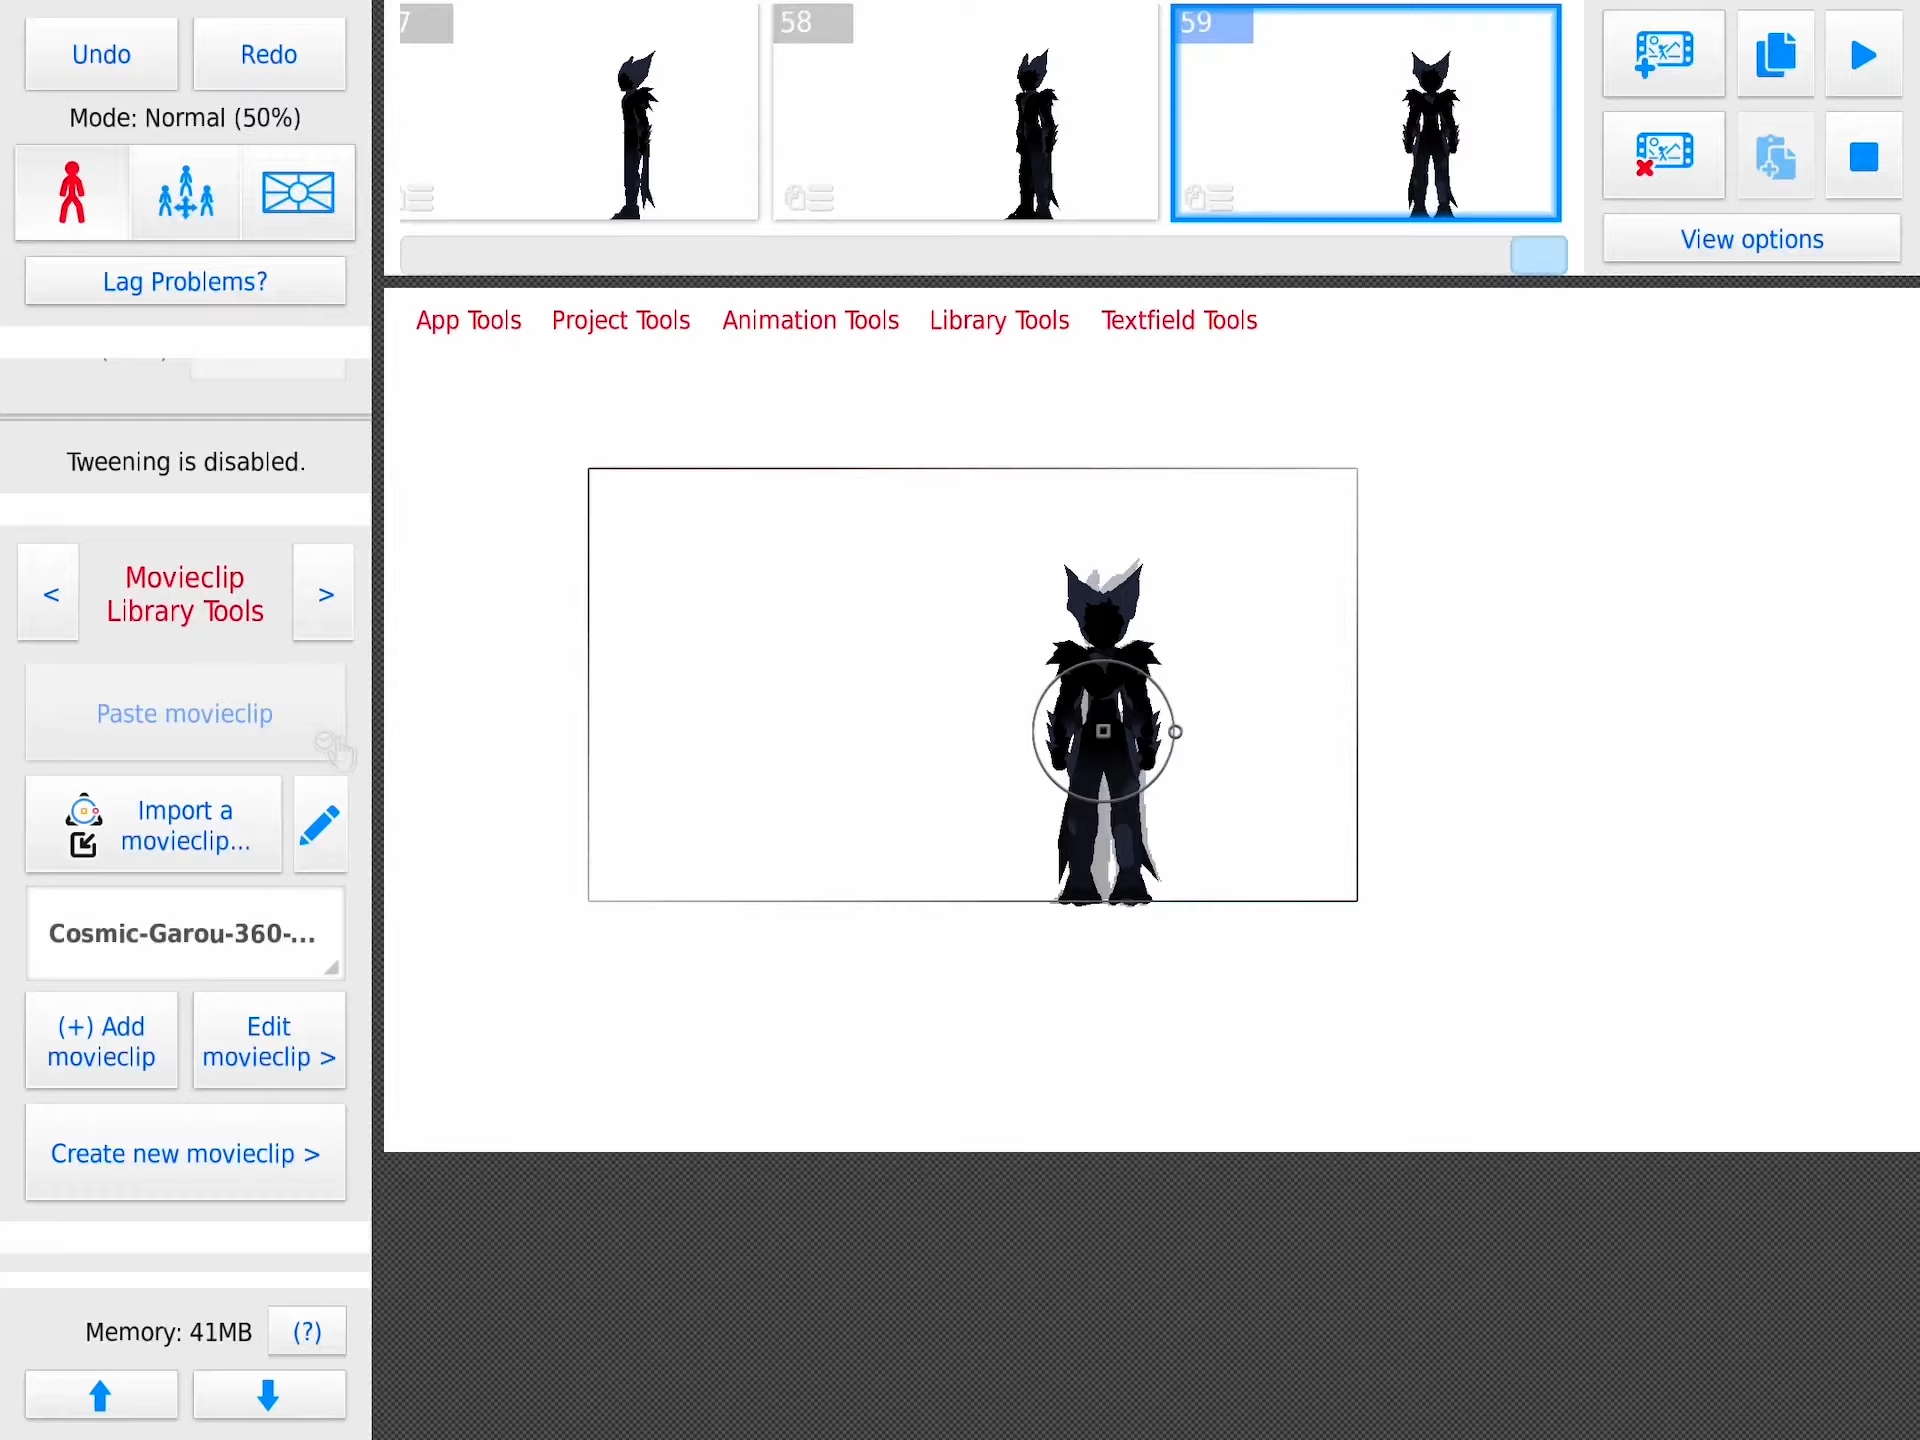 Undo
Redo
Mode: Normal (50%)
Lag Problems?
Tweening is disabled.
<
Movieclip
Library Tools
>
Paste movieclip
Import a
movieclip...
Cosmic-Garou-360-...
(+) Add
movieclip
Edit
movieclip >
Create new movieclip >
Memory: 41MB
(?)
7
58
59
View options
App Tools
Project Tools
Animation Tools
Library Tools
Textfield Tools